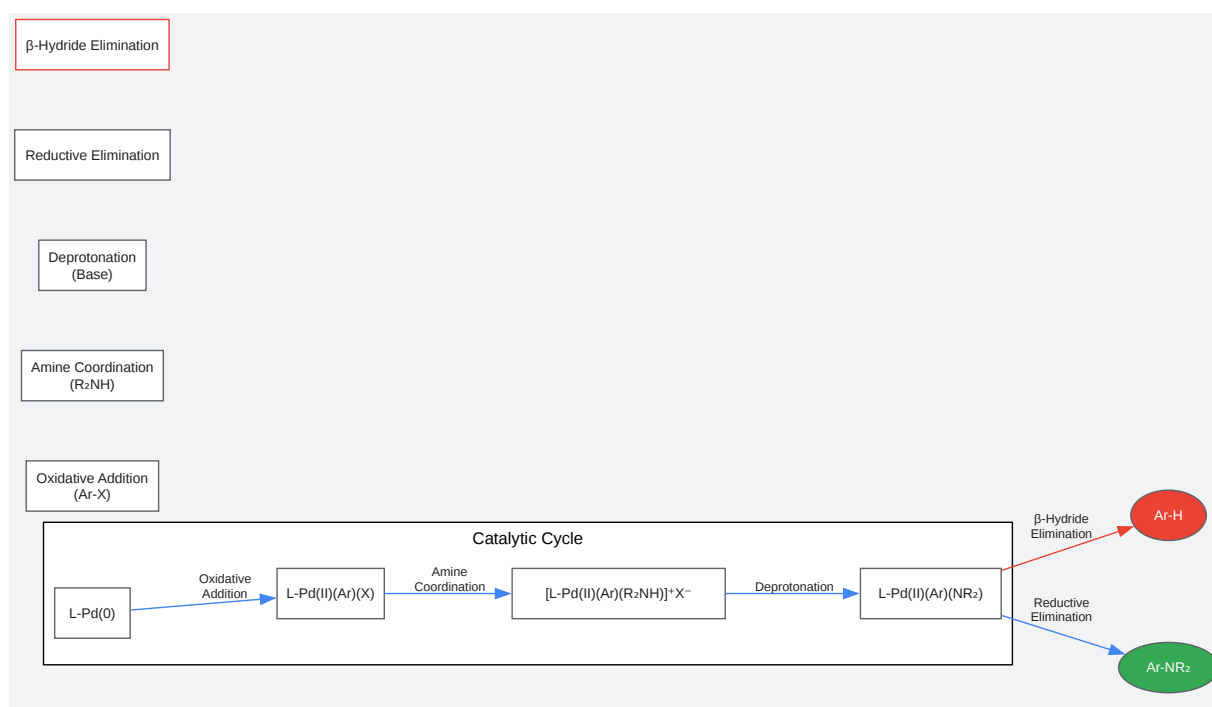 β-Hydride Elimination
Reductive Elimination
Deprotonation
(Base)
Amine Coordination
(R₂NH)
Oxidative Addition
(Ar-X)
Catalytic Cycle
L-Pd(0)
Oxidative
Addition
L-Pd(II)(Ar)(X)
Amine
Coordination
[L-Pd(II)(Ar)(R₂NH)]⁺X⁻
Deprotonation
L-Pd(II)(Ar)(NR₂)
β-Hydride
Elimination
Ar-H
Reductive
Elimination
Ar-NR₂